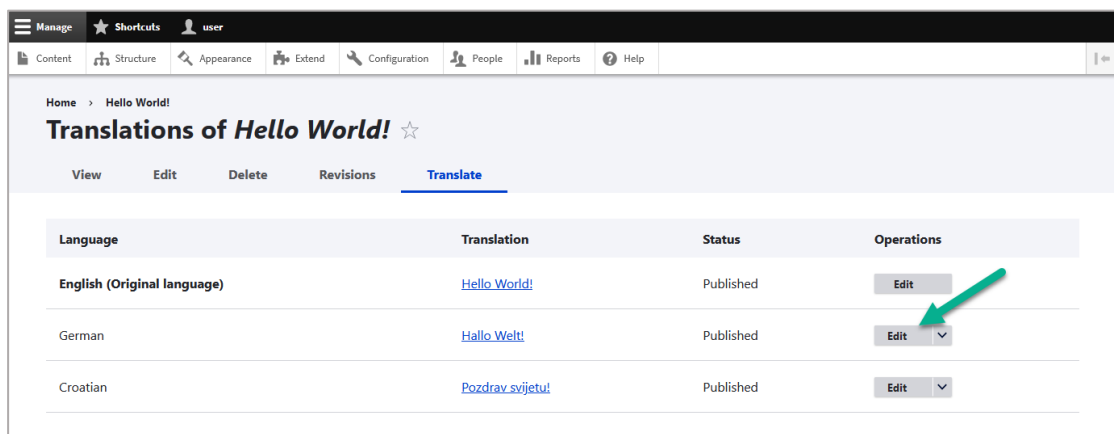 Manage Shortcuts user
Content Structure Appearance Extend Configuration People Reports Help
Home › Hello World!
Translations of Hello World!
View Edit Delete Revisions Translate
Language Translation Status Operations
English (Original language) Hello World! Published Edit
German Hallo Welt! Published Edit
Croatian Pozdrav svijetu! Published Edit